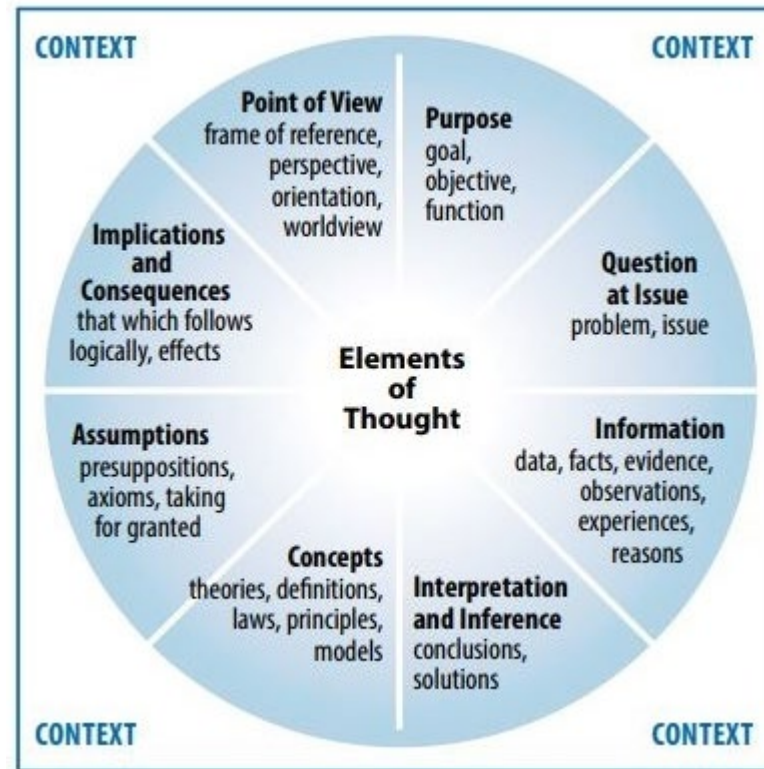 CONTEXT
CONTEXT
Point of View
frame of reference,
perspective,
orientation,
worldview
Purpose
goal,
objective,
function
Question
at Issue
problem, issue
Information
data, facts, evidence,
observations,
experiences,
reasons
Interpretation
and Inference
conclusions,
solutions
Concepts
theories, definitions,
laws, principles,
models
Assumptions
presuppositions,
axioms, taking
for granted
Implications
and
Consequences
that which follows
logically, effects
Elements
of
Thought
CONTEXT
CONTEXT